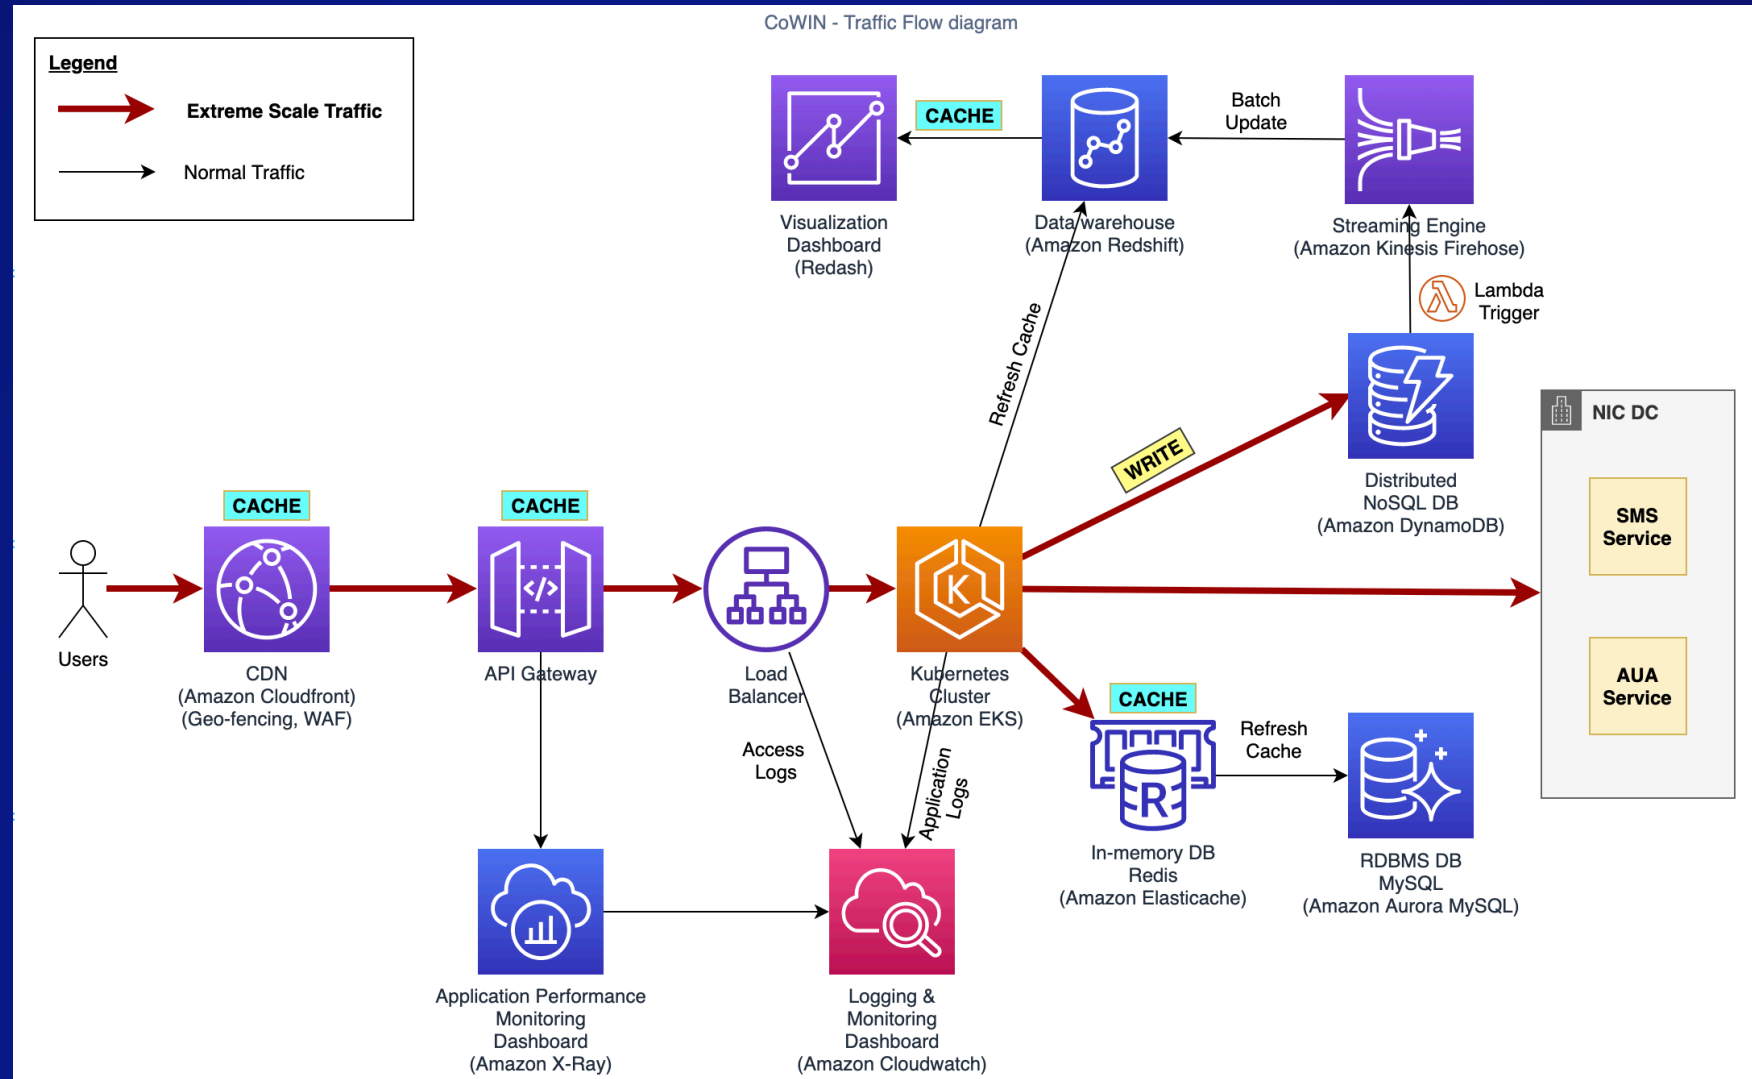 CoWIN - Traffic Flow diagram
Legend
Extreme Scale Traffic
Normal Traffic
CACHE
Batch
Update
Visualization
Dashboard
(Redash)
Data warehouse
(Amazon Redshift)
Streaming Engine
(Amazon Kinesis Firehose)
Lambda
Trigger
Refresh Cache
WRITE
Distributed
NoSQL DB
(Amazon DynamoDB)
NIC DC
SMS
Service
AUA
Service
CACHE
CACHE
</>
K
Users
CDN
(Amazon Cloudfront)
(Geo-fencing, WAF)
API Gateway
Load
Balancer
Kubernetes
Cluster
(Amazon EKS)
CACHE
Refresh
Cache
Access
Logs
Application
Logs
R
In-memory DB
Redis
(Amazon Elasticache)
RDBMS DB
MySQL
(Amazon Aurora MySQL)
Application Performance
Monitoring
Dashboard
(Amazon X-Ray)
Logging &
Monitoring
Dashboard
(Amazon Cloudwatch)